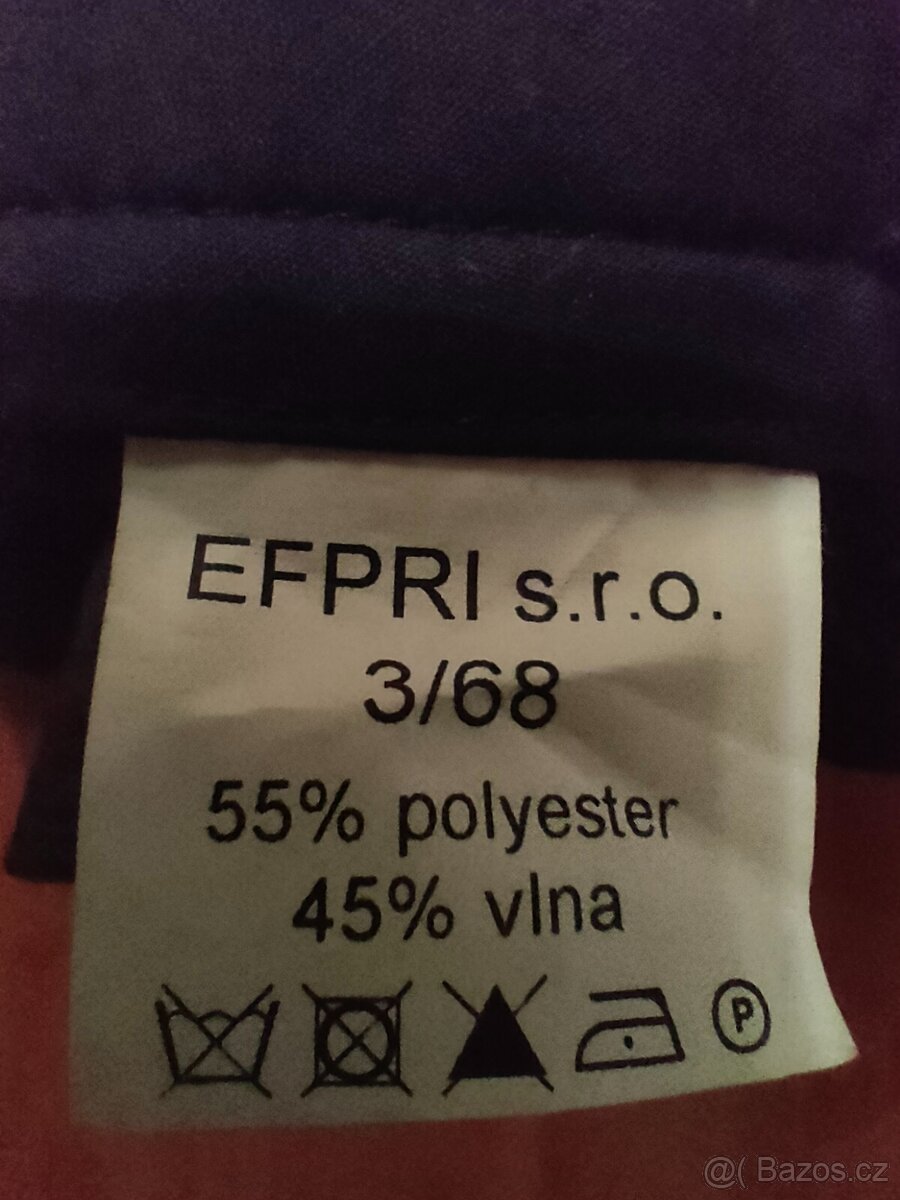 EFPRI s.r.o.
3/68
55% polyester
45% vlna
P
@( Bazos.cz